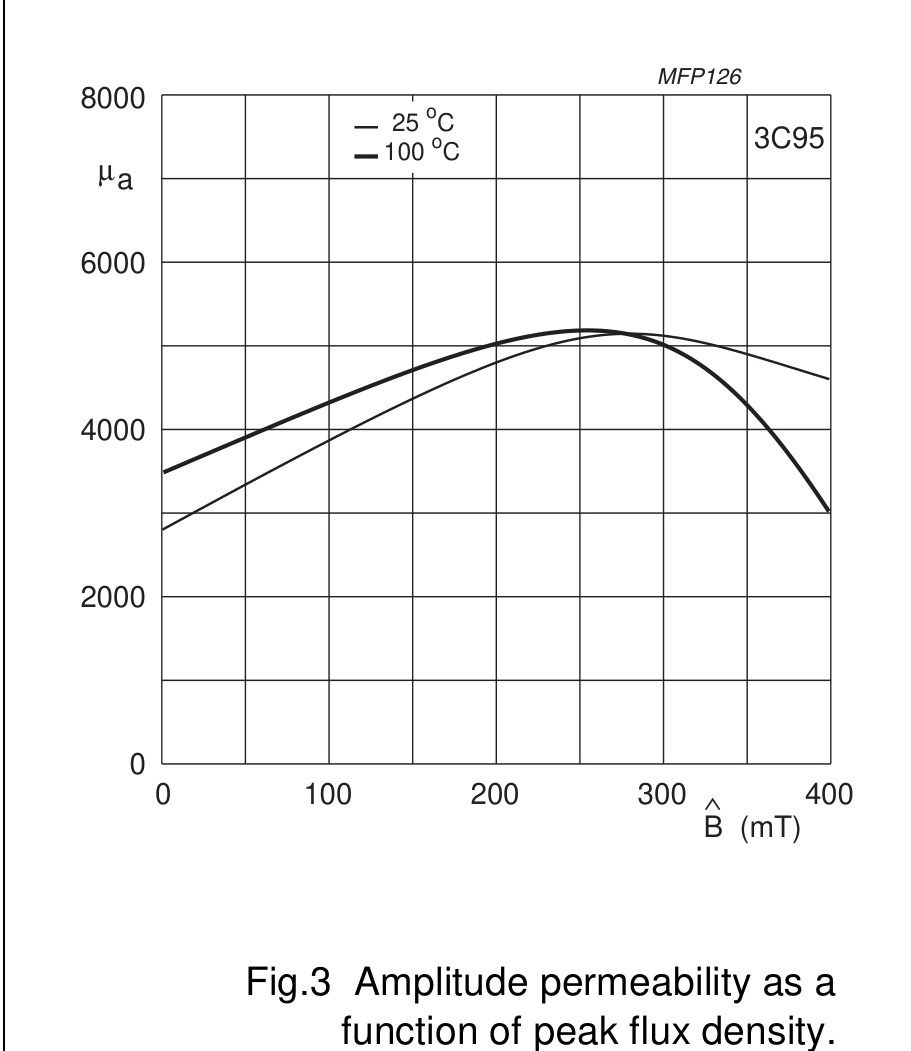 MFP126
8000
25 °C
3C95
100 °C
μa
6000
4000
2000
0
0 100 200 300 400
B̂ (mT)
Fig.3 Amplitude permeability as a
function of peak flux density.